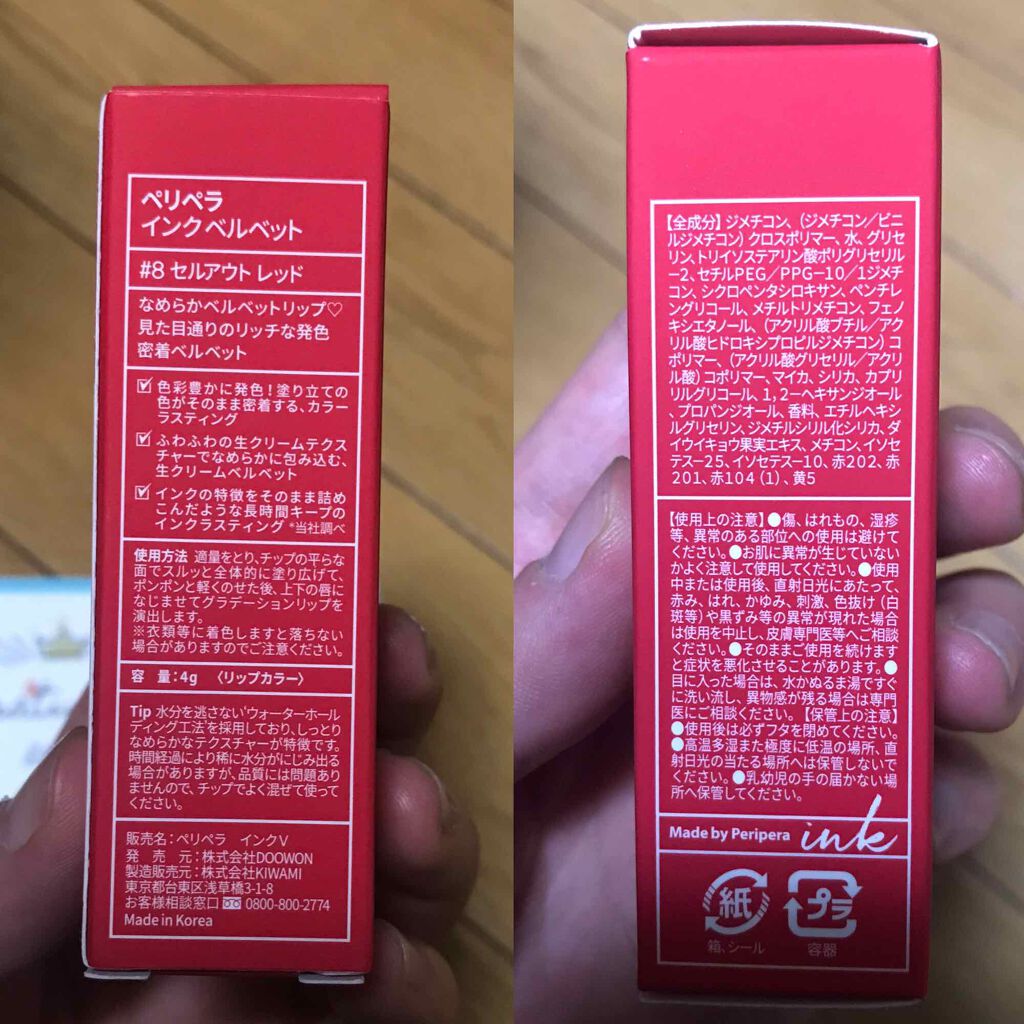 ペリペラ
インク ベルベット
#8 セルアウト レッド
なめらかベルベットリップ♡
見た目通りのリッチな発色
密着ベルベット
色彩豊かに発色！塗り立ての
色がそのまま密着する、カラー
ラスティング
ふわふわの生クリームテクス
チャーでなめらかに包み込む、
生クリームベルベット
インクの特徴をそのまま詰め
こんだような長時間キープの
インクラスティング *当社調べ
使用方法 適量をとり、チップの平らな
面でスルッと全体的に塗り広げて、
ポンポンと軽くのせた後、上下の唇に
なじませてグラデーションリップを
演出します。
※衣類等に着色しますと落ちない
場合がありますのでご注意ください。
容 量：4g 〈リップカラー〉
Tip 水分を逃さない'ウォーターホール
ディング工法'を採用しており、しっとり
なめらかなテクスチャーが特徴です。
時間経過により稀に水分がにじみ出る
場合がありますが、品質には問題あり
ませんので、チップでよく混ぜて使って
ください。
販売名：ペリペラ インクV
発 売 元：株式会社DOOWON
製造販売元：株式会社KIWAMI
東京都台東区浅草橋3-1-8
お客様相談窓口 0800-800-2774
Made in Korea
【全成分】ジメチコン、（ジメチコン／ビニ
ルジメチコン）クロスポリマー、水、グリセ
リン、トリイソステアリン酸ポリグリセリル
-2、セチルPEG／PPG-10／1ジメチ
コン、シクロペンタシロキサン、ペンチレ
ングリコール、メチルトリメチコン、フェノ
キシエタノール、（アクリル酸ブチル／アク
リル酸ヒドロキシプロピルジメチコン）コ
ポリマー、（アクリル酸グリセリル／アクリ
ル酸）コポリマー、マイカ、シリカ、カプリ
リルグリコール、1,2-ヘキサンジオール
、プロパンジオール、香料、エチルヘキシ
ルグリセリン、ジメチルシリル化シリカ、ダ
イウイキョウ果実エキス、メチコン、イソセ
テス-25、イソセテス-10、赤202、赤
201、赤104（1）、黄5
【使用上の注意】●傷、はれもの、湿疹
等、異常のある部位への使用は避けて
ください。●お肌に異常が生じていない
かよく注意して使用してください。●使用
中または使用後、直射日光にあたって、
赤み、はれ、かゆみ、刺激、色抜け（白
斑等）や黒ずみ等の異常が現れた場合
は使用を中止し、皮膚専門医等へご相談
ください。●そのままご使用を続けます
と症状を悪化させることがあります。●
目に入った場合は、水かぬるま湯ですぐ
に洗い流し、異物感が残る場合は専門
医にご相談ください。【保管上の注意】
●使用後は必ずフタを閉めてください。
●高温多湿また極度に低温の場所、直
射日光の当たる場所へは保管しないで
ください。●乳幼児の手の届かない場
所へ保管してください。
Made by Peripera ink
紙 プラ
箱、シール 容器